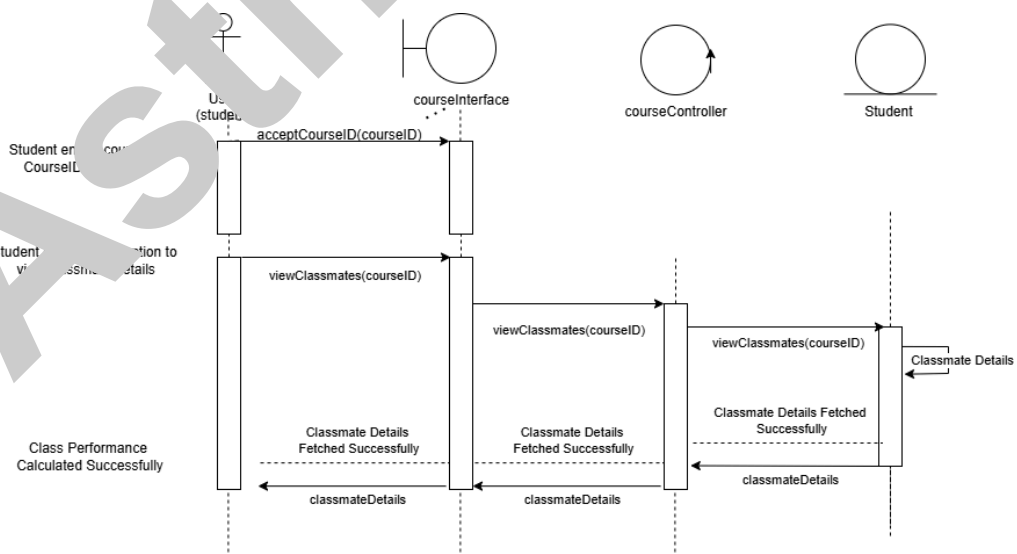 courseInterface
courseController
Student
acceptCourseID(courseID)
Student
viewClassmates(courseID)
viewClassmates(courseID)
viewClassmates(courseID)
Classmate Details
Classmate Details Fetched
Successfully
Classmate Details
Fetched Successfully
Classmate Details
Fetched Successfully
Class Performance
Calculated Successfully
classmateDetails
classmateDetails
classmateDetails